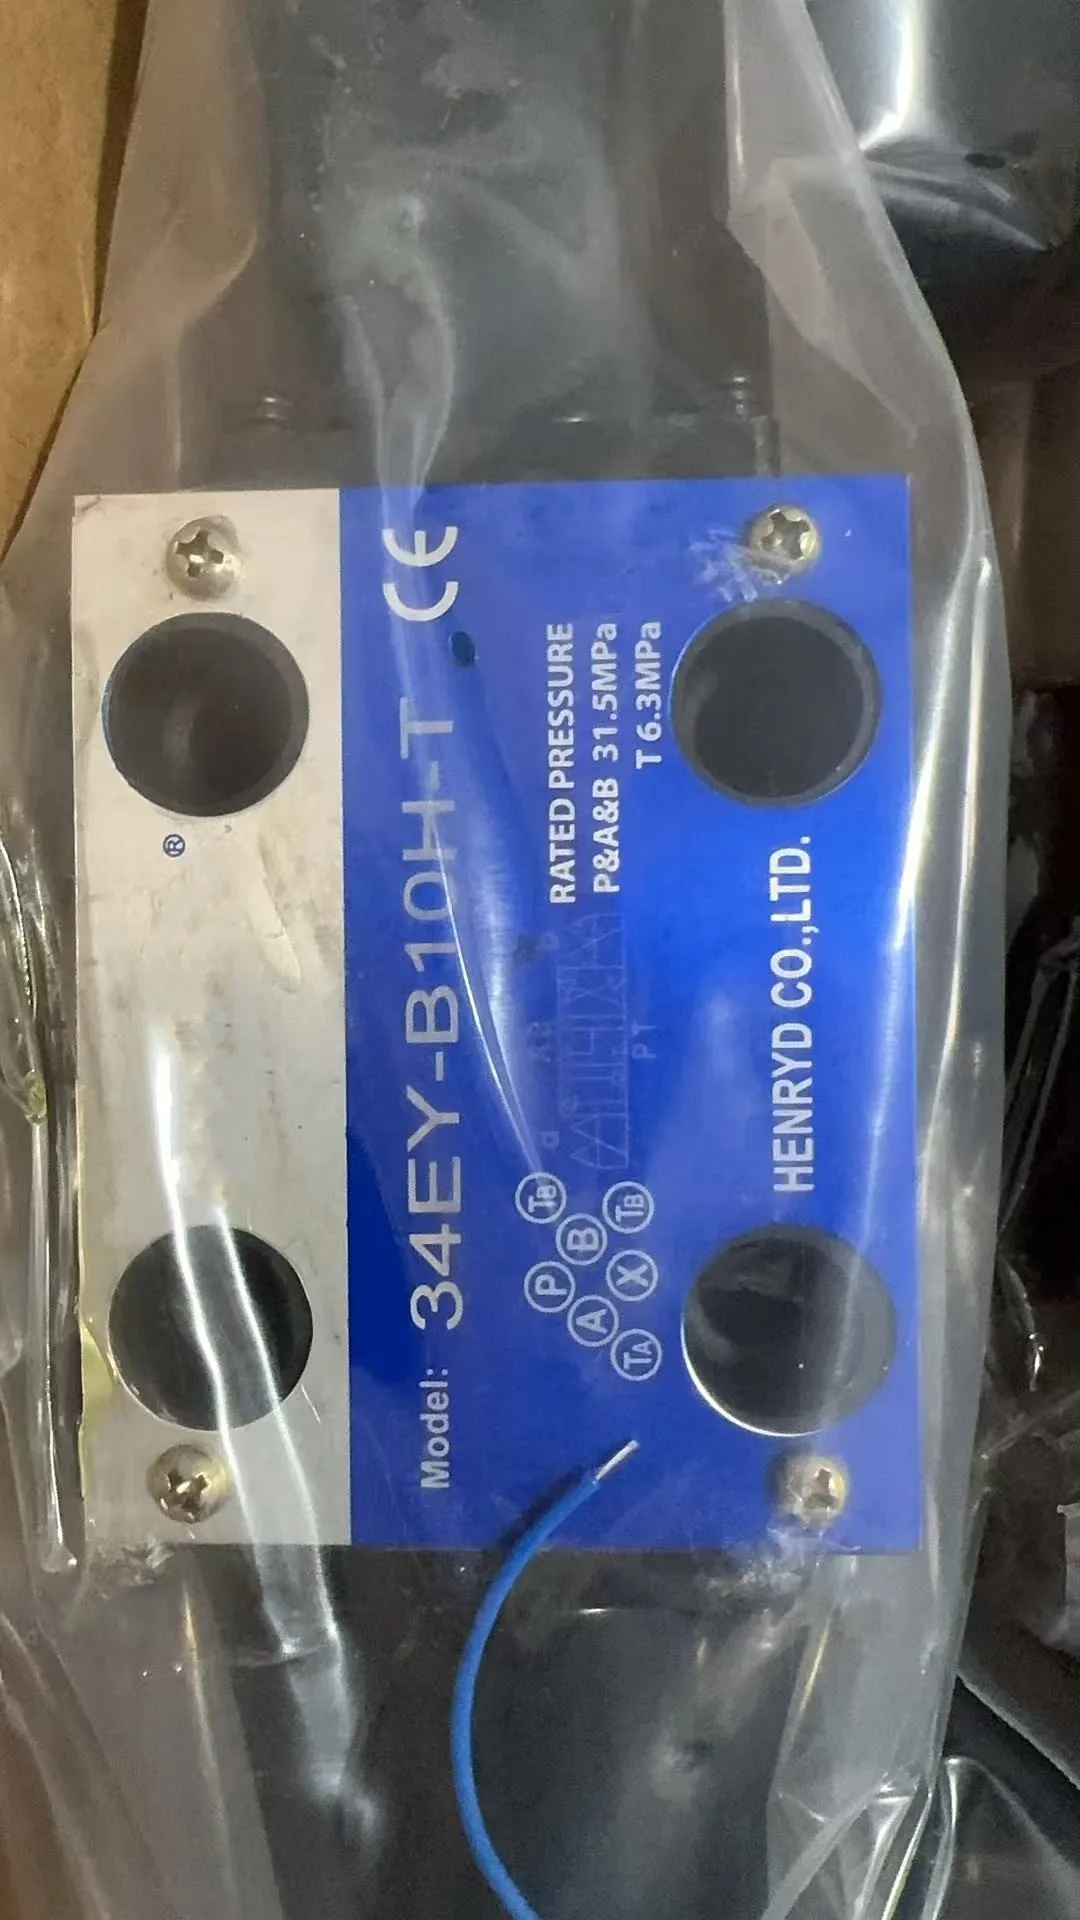 ®
Model: 34EY-B10H-T CE
RATED PRESSURE
P&A&B 31.5MPa
T 6.3MPa
TB
P
B
A
X
TB
TA
P T
HENRYD CO.,LTD.